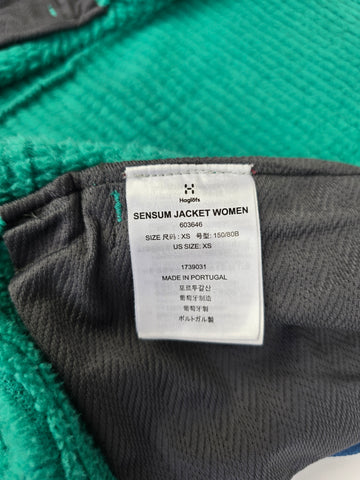 Haglöfs
SENSUM JACKET WOMEN
603646
SIZE 尺码 : XS 号型: 150/80B
US SIZE: XS
1739031
MADE IN PORTUGAL
포르투갈산
葡萄牙制造
葡萄牙製
ポルトガル製